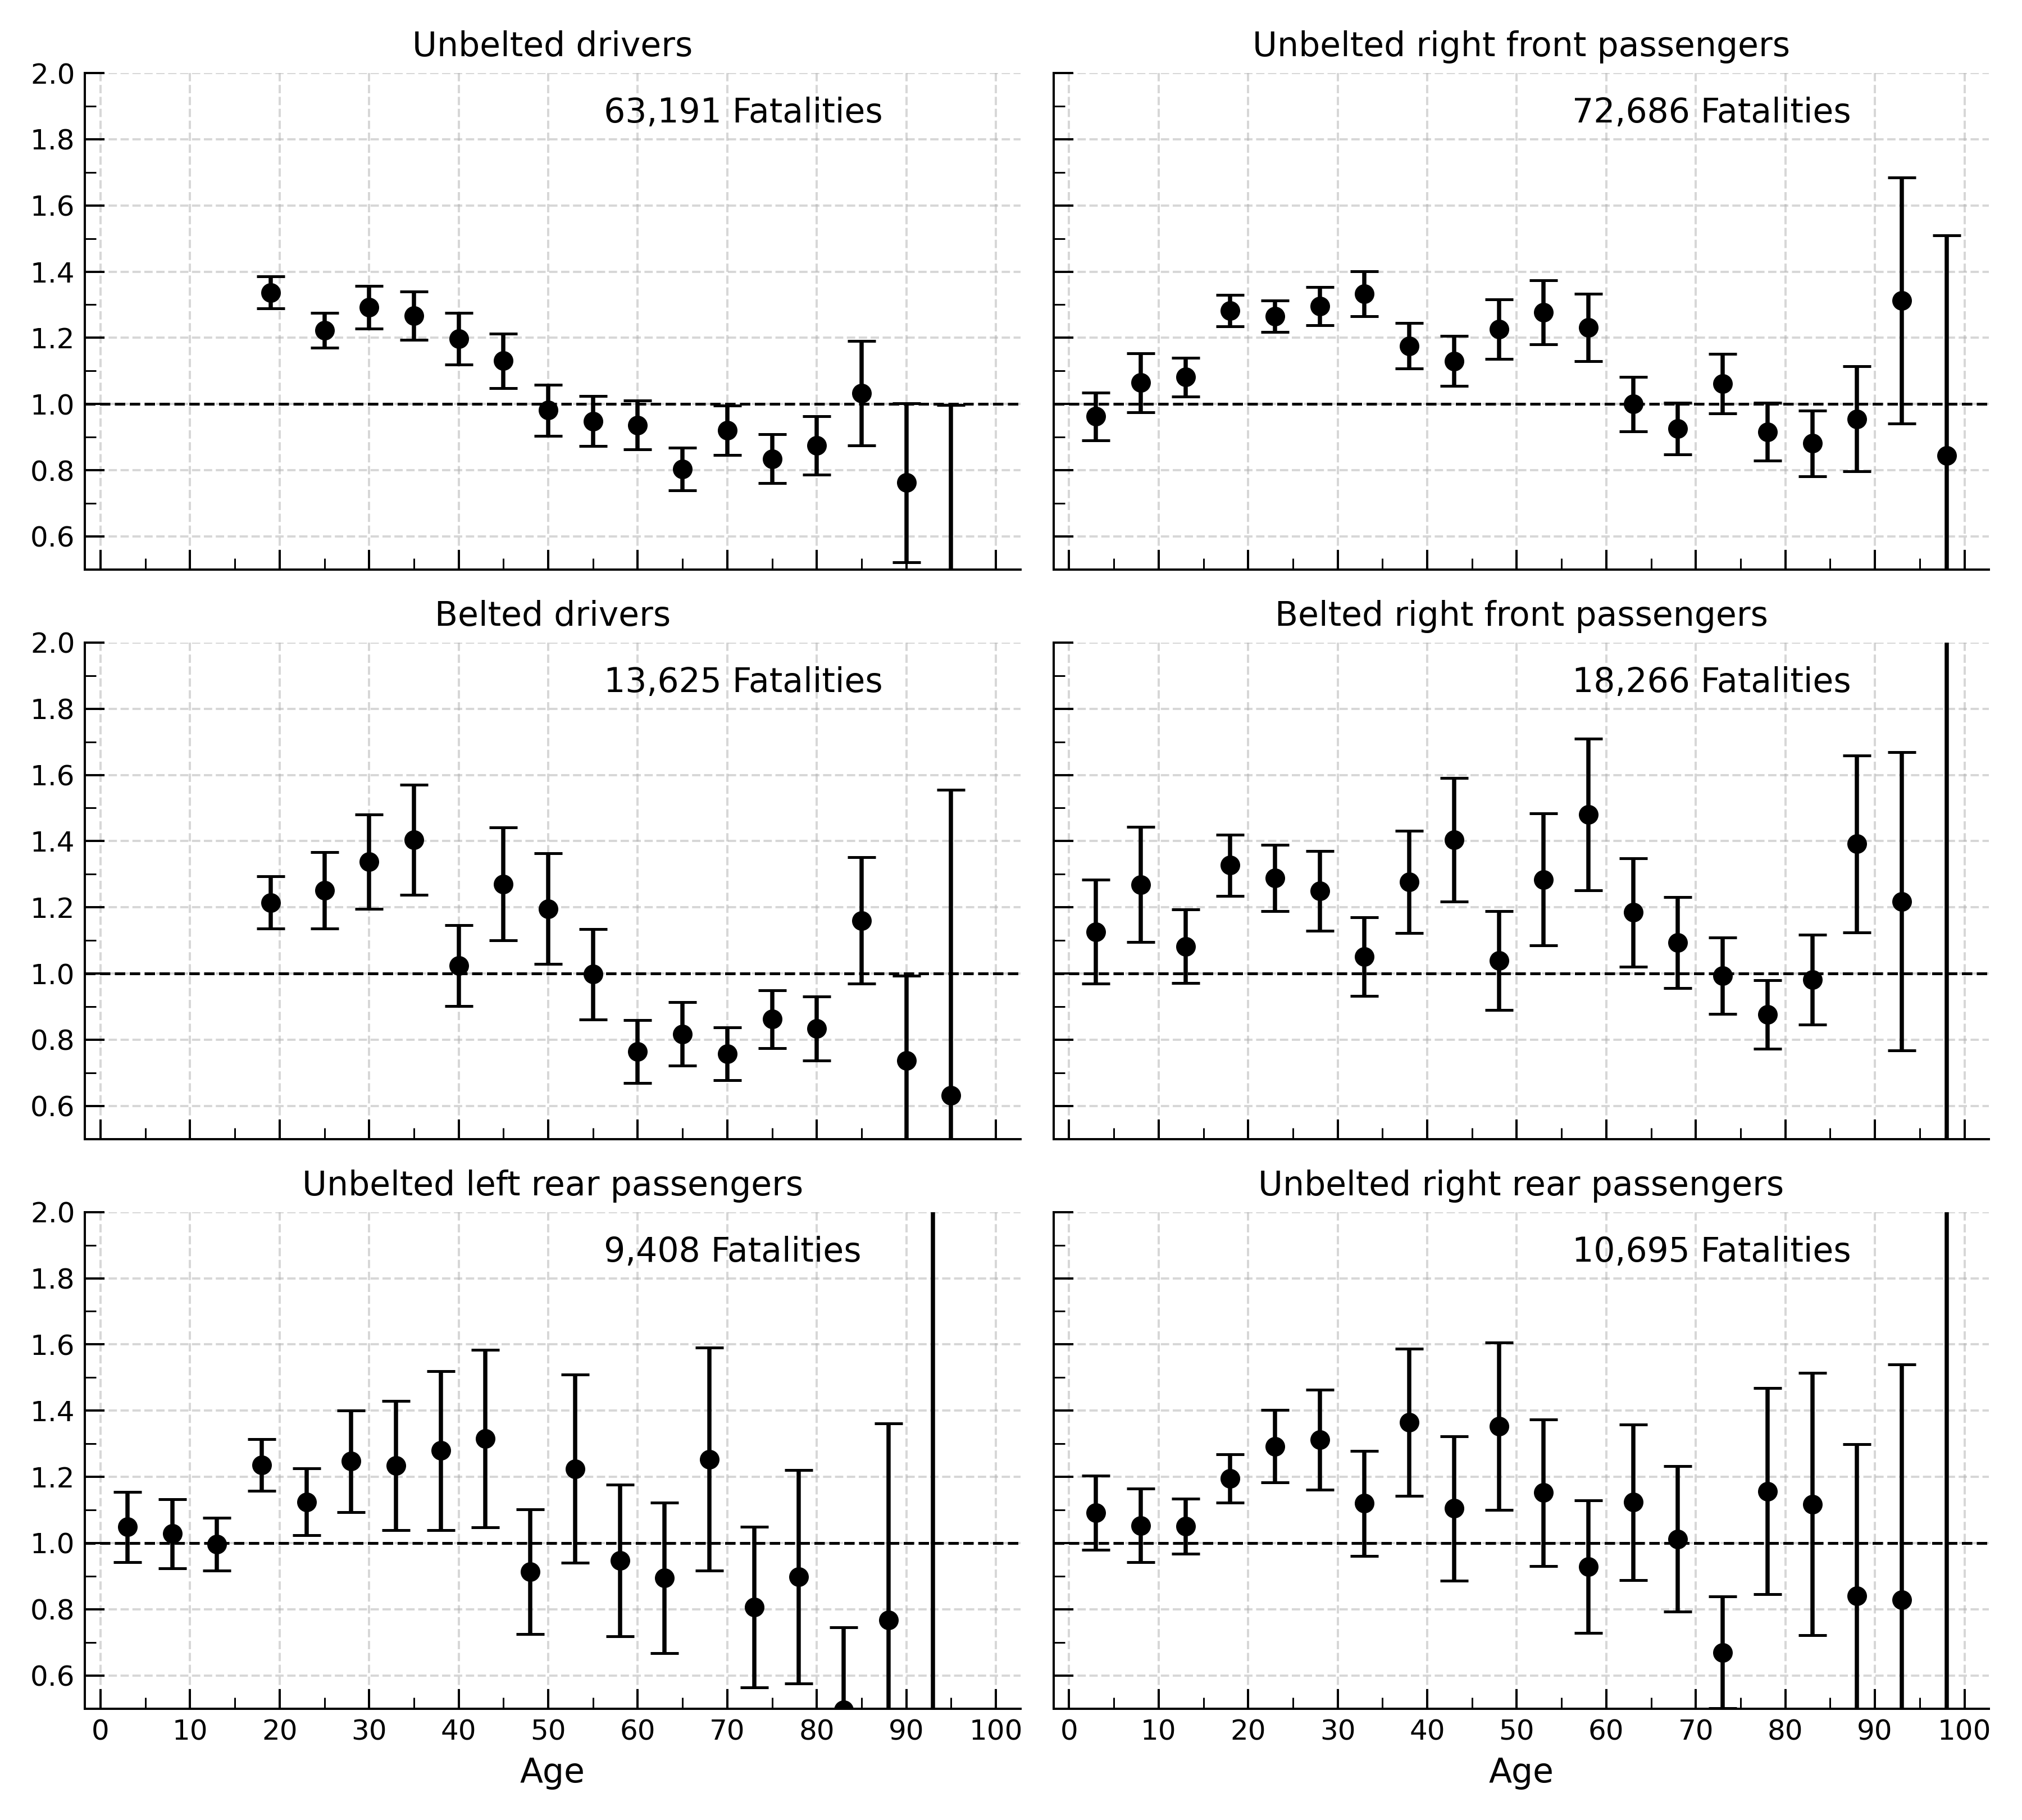 Unbelted drivers
63,191 Fatalities
2.0
1.8
1.6
1.4
1.2
1.0
0.8
0.6
Unbelted right front passengers
72,686 Fatalities
Belted drivers
13,625 Fatalities
2.0
1.8
1.6
1.4
1.2
1.0
0.8
0.6
Belted right front passengers
18,266 Fatalities
Unbelted left rear passengers
9,408 Fatalities
2.0
1.8
1.6
1.4
1.2
1.0
0.8
0.6
0 10 20 30 40 50 60 70 80 90 100
Age
Unbelted right rear passengers
10,695 Fatalities
0 10 20 30 40 50 60 70 80 90 100
Age